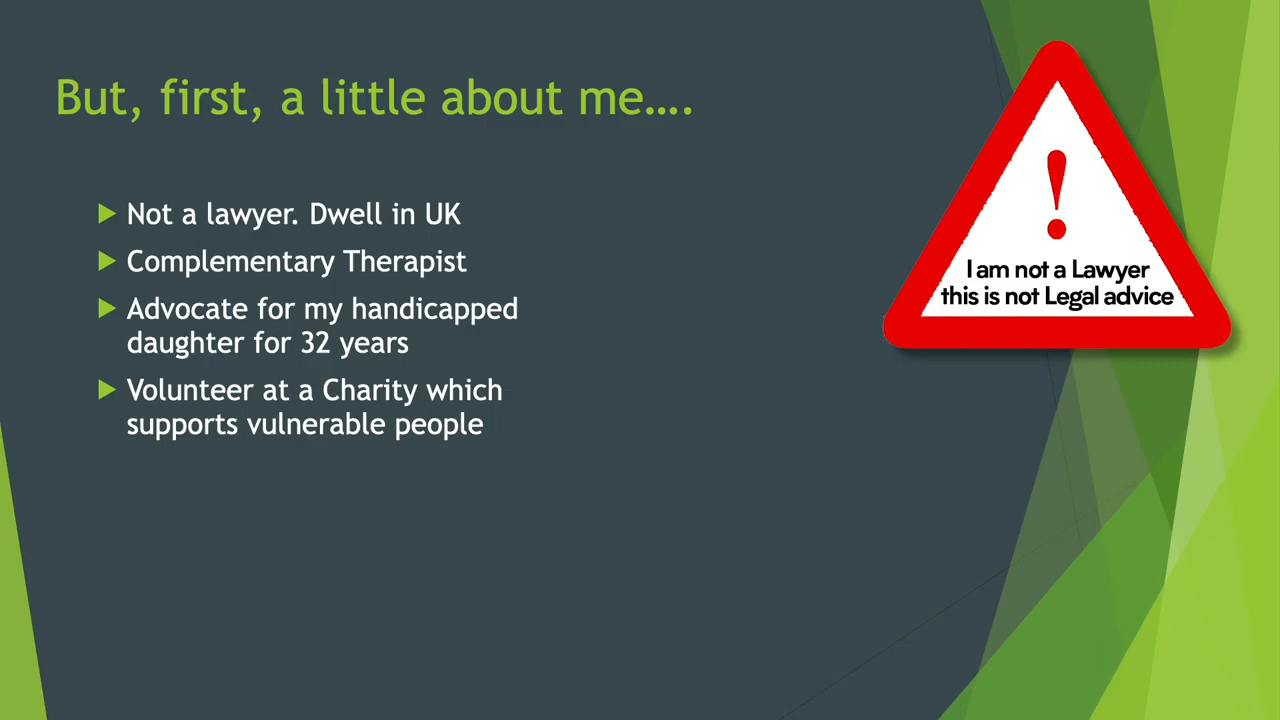 But, first, a little about me....
Not a lawyer. Dwell in UK
Complementary Therapist
Advocate for my handicapped
daughter for 32 years
Volunteer at a Charity which
supports vulnerable people
!
I am not a Lawyer
this is not Legal advice